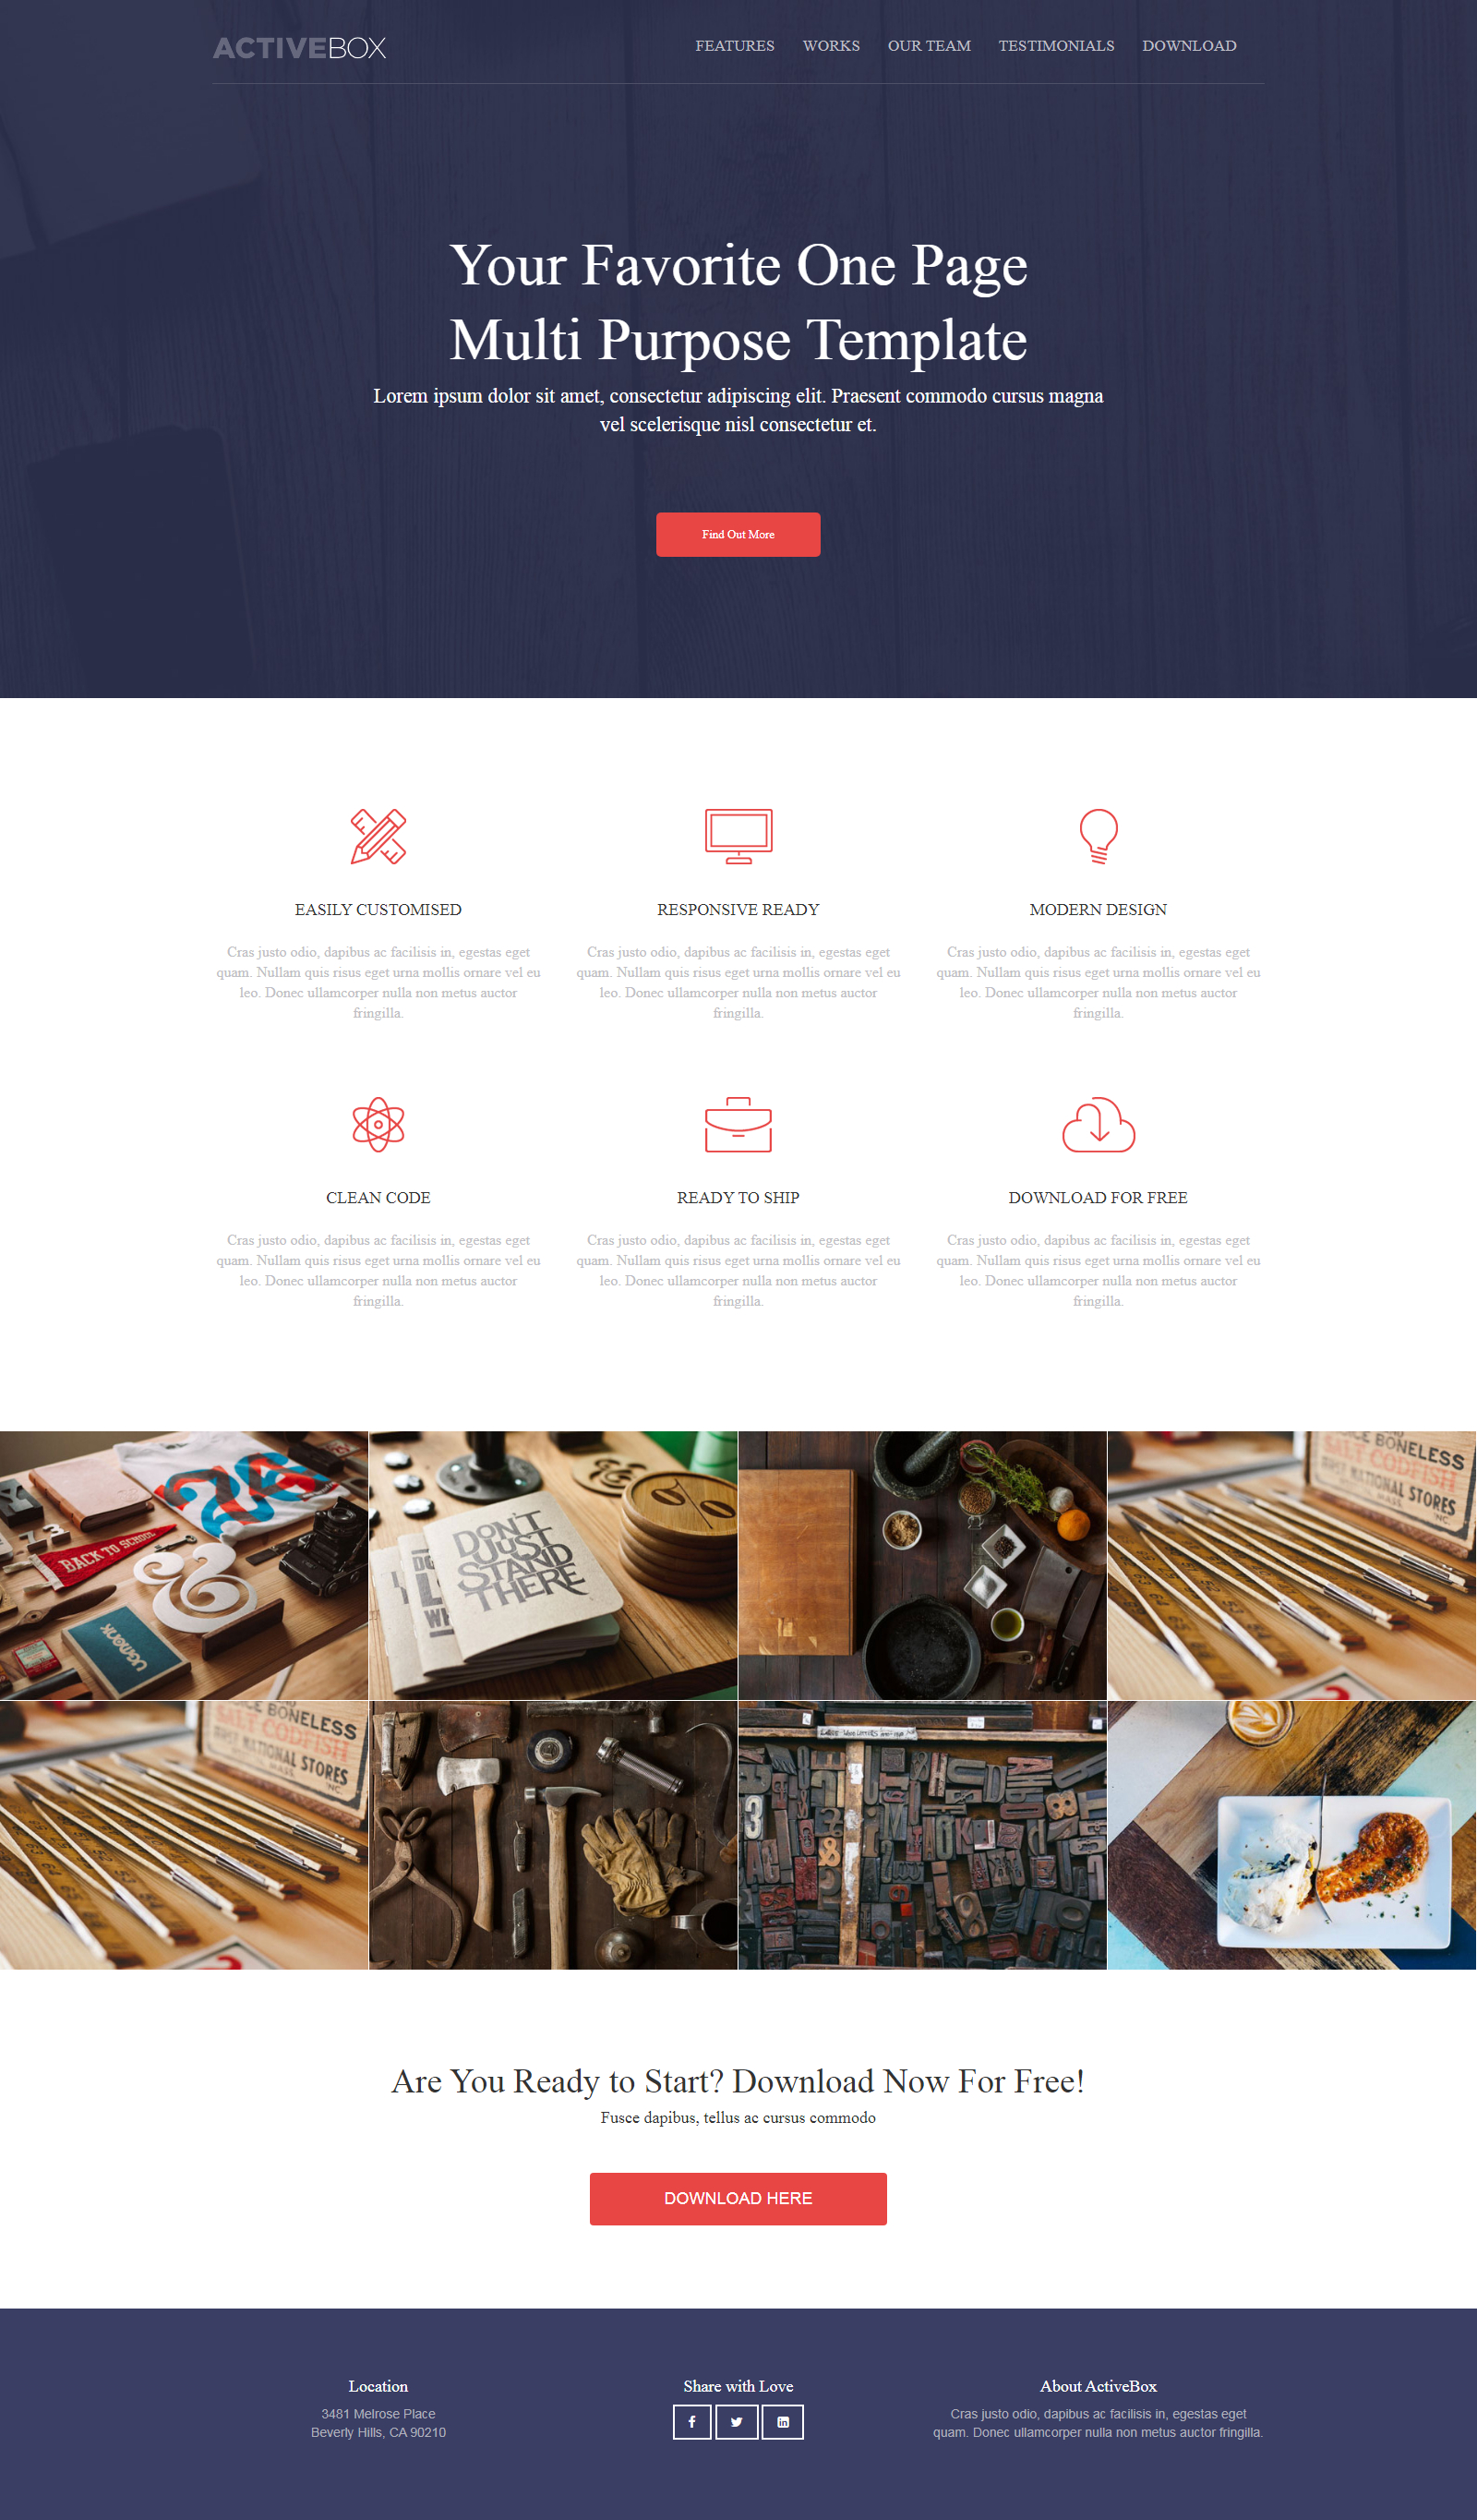 ACTIVEBOX
FEATURES WORKS OUR TEAM TESTIMONIALS DOWNLOAD
Your Favorite One Page
Multi Purpose Template
Lorem ipsum dolor sit amet, consectetur adipiscing elit. Praesent commodo cursus magna
vel scelerisque nisl consectetur et.
Find Out More
EASILY CUSTOMISED
Cras justo odio, dapibus ac facilisis in, egestas eget
quam. Nullam quis risus eget urna mollis ornare vel eu
leo. Donec ullamcorper nulla non metus auctor
fringilla.
RESPONSIVE READY
Cras justo odio, dapibus ac facilisis in, egestas eget
quam. Nullam quis risus eget urna mollis ornare vel eu
leo. Donec ullamcorper nulla non metus auctor
fringilla.
MODERN DESIGN
Cras justo odio, dapibus ac facilisis in, egestas eget
quam. Nullam quis risus eget urna mollis ornare vel eu
leo. Donec ullamcorper nulla non metus auctor
fringilla.
CLEAN CODE
Cras justo odio, dapibus ac facilisis in, egestas eget
quam. Nullam quis risus eget urna mollis ornare vel eu
leo. Donec ullamcorper nulla non metus auctor
fringilla.
READY TO SHIP
Cras justo odio, dapibus ac facilisis in, egestas eget
quam. Nullam quis risus eget urna mollis ornare vel eu
leo. Donec ullamcorper nulla non metus auctor
fringilla.
DOWNLOAD FOR FREE
Cras justo odio, dapibus ac facilisis in, egestas eget
quam. Nullam quis risus eget urna mollis ornare vel eu
leo. Donec ullamcorper nulla non metus auctor
fringilla.
BACK TO SCHOOL
&
UGMONK
DON'T
JUST
STAND
THERE
BONELESS
SALT CODFISH
NATIONAL STORES
MASS.
INC.
BONELESS
SALT CODFISH
NATIONAL STORES
MASS.
INC.
Are You Ready to Start? Download Now For Free!
Fusce dapibus, tellus ac cursus commodo
DOWNLOAD HERE
Location
3481 Melrose Place
Beverly Hills, CA 90210
Share with Love
About ActiveBox
Cras justo odio, dapibus ac facilisis in, egestas eget
quam. Donec ullamcorper nulla non metus auctor fringilla.